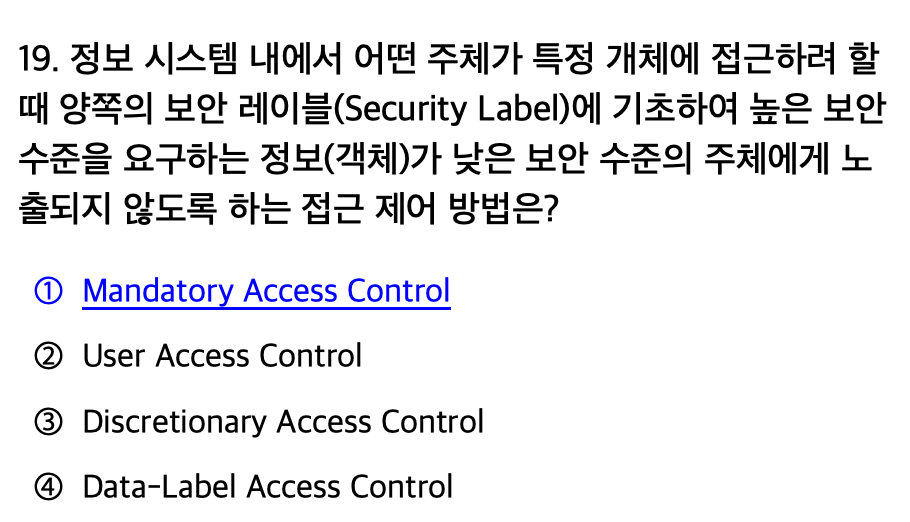 19. 정보 시스템 내에서 어떤 주체가 특정 개체에 접근하려 할
때 양쪽의 보안 레이블(Security Label)에 기초하여 높은 보안
수준을 요구하는 정보(객체)가 낮은 보안 수준의 주체에게 노
출되지 않도록 하는 접근 제어 방법은?
① Mandatory Access Control
② User Access Control
③ Discretionary Access Control
④ Data-Label Access Control